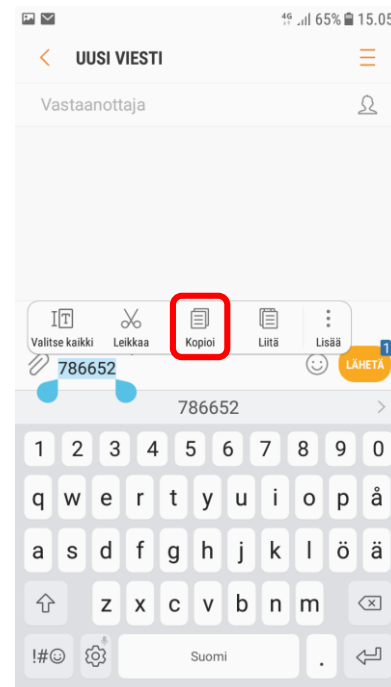 4G 65% 15.05
UUSI VIESTI
Vastaanottaja
Valitse kaikki Leikkaa Kopioi Liitä Lisää
786652 LÄHETÄ 1
786652
1 2 3 4 5 6 7 8 9 0
q w e r t y u i o p å
a s d f g h j k l ö ä
z x c v b n m
!#☺ Suomi .